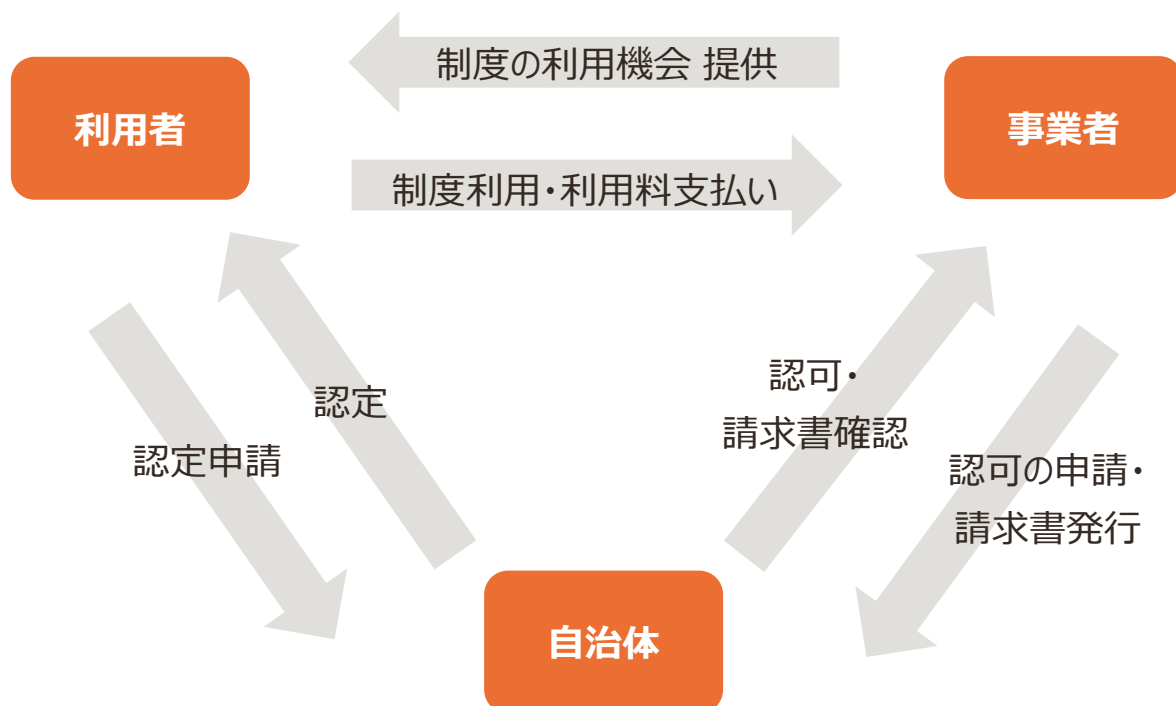 制度の利用機会 提供
利用者
事業者
制度利用・利用料支払い
認定
認可・
請求書確認
認定申請
認可の申請・
請求書発行
自治体